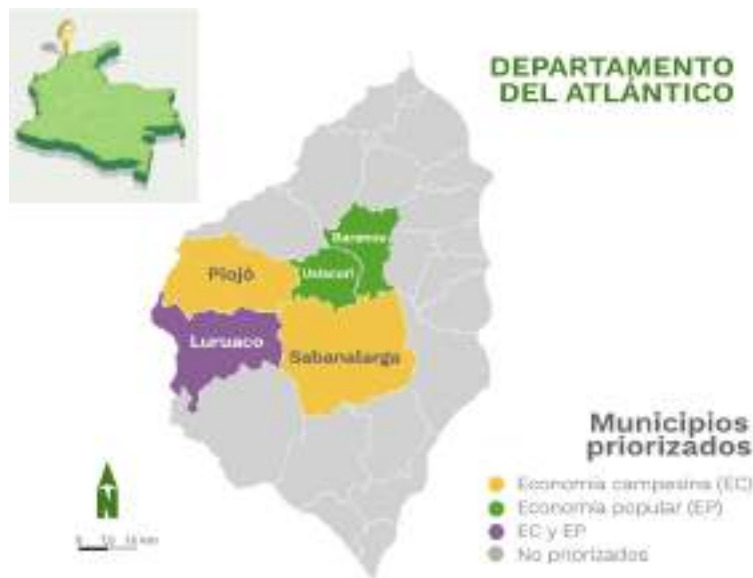 DEPARTAMENTO
DEL ATLÁNTICO
Baranoa
Usiacurí
Piojó
Luruaco
Sabanalarga
Municipios
priorizados
Economía campesina (EC)
Economía popular (EP)
EC y EP
No priorizados
N